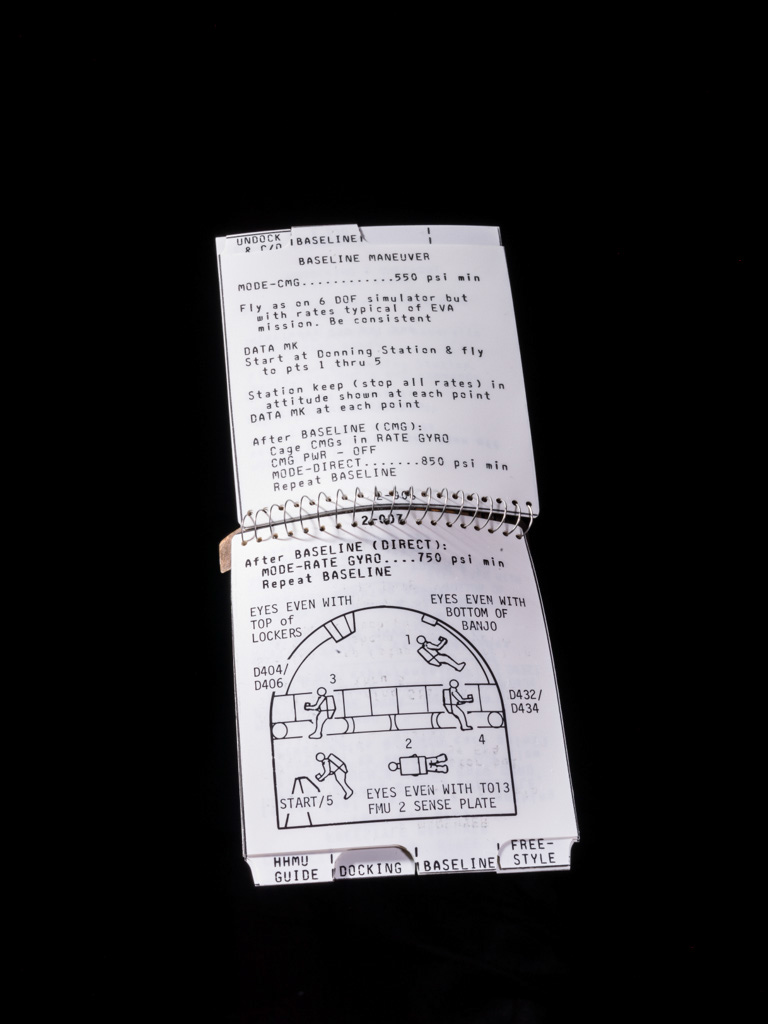 UNDOCK
BASELINE
BASELINE MANEUVER
MODE-CMG............550 psi min
Fly as on 6 DOF simulator but
with rates typical of EVA
mission. Be consistent
DATA MK
Start at Donning Station & fly
to pts 1 thru 5
Station keep (stop all rates) in
attitude shown at each point
DATA MK at each point
After BASELINE (CMG):
Cage CMGs in RATE GYRO
CMG PWR - OFF
MODE-DIRECT.......850 psi min
Repeat BASELINE
2-007
After BASELINE (DIRECT):
MODE-RATE GYRO....750 psi min
Repeat BASELINE
EYES EVEN WITH
TOP of
LOCKERS
EYES EVEN WITH
BOTTOM OF
BANJO
1
D404/
D406
3
D432/
D434
4
2
START/5
EYES EVEN WITH TO13
FMU 2 SENSE PLATE
HHMU
GUIDE
DOCKING
BASELINE
FREE-
STYLE